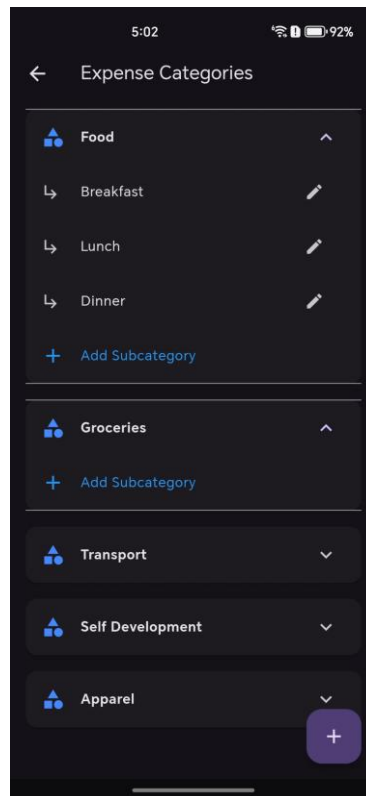 5:02 92%
Expense Categories
Food
Breakfast
Lunch
Dinner
+ Add Subcategory
Groceries
+ Add Subcategory
Transport
Self Development
Apparel
+